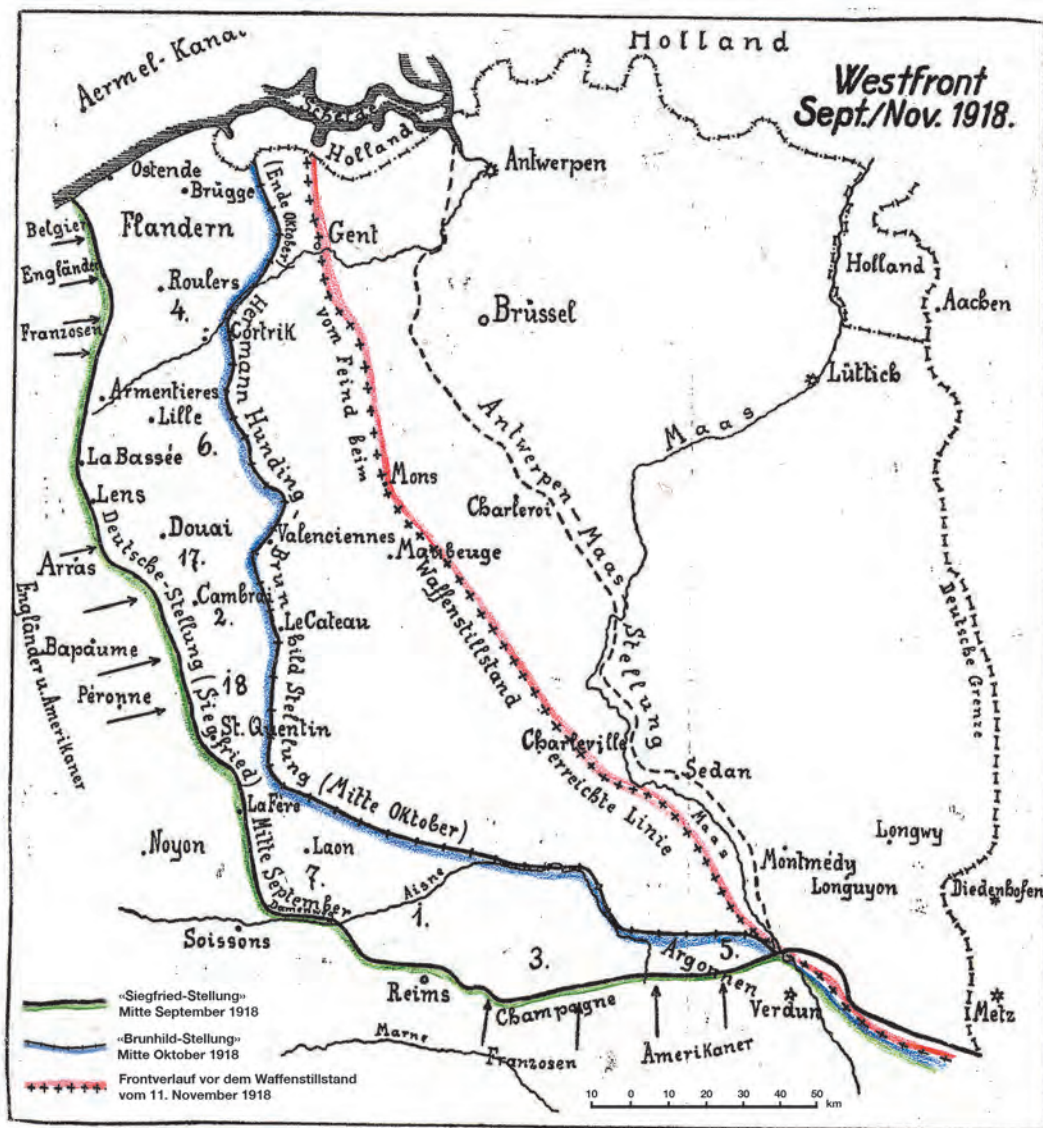 Holland
Aermel-Kanal
Westfront
Sept./Nov. 1918.
Schelde
Holland
Antwerpen
Ostende
Brügge
(Ende Oktober)
Belgier
Flandern
Gent
Holland
Engländer
Roulers
Aachen
Brüssel
4.
Franzosen
Cortrik
Lüttich
Armentieres
Lille
Maas
6.
La Bassée
Mons
Lens
Charleroi
Douai
Valenciennes
Maubeuge
17.
Arras
Cambrai
2.
Le Cateau
Antwerpen-Maas Stellung
Deutsche Grenze
Hermann Hunding-Brunhild Stellung (Mitte Oktober)
vom Feind beim Waffenstillstand erreichte Linie
Deutsche-Stellung (Siegfried) Mitte September
Engländer u. Amerikaner
Bapaume
18
Péronne
St. Quentin
Charleville
Sedan
La Fère
Maas
Longwy
Noyon
Laon
Montmédy
7.
Longuyon
Diedenhofen
Aisne
Damenweg
1.
Soissons
5.
3.
Argonnen
Reims
Champagne
Verdun
Metz
Marne
Franzosen
Amerikaner
«Siegfried-Stellung»
Mitte September 1918
«Brunhild-Stellung»
Mitte Oktober 1918
Frontverlauf vor dem Waffenstillstand
vom 11. November 1918
10 0 10 20 30 40 50
km